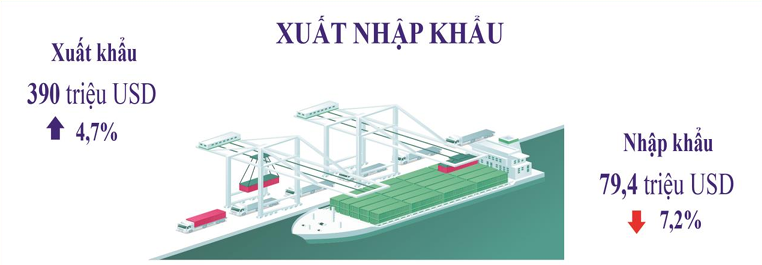 XUẤT NHẬP KHẨU
Xuất khẩu
390 triệu USD
4,7%
Nhập khẩu
79,4 triệu USD
7,2%